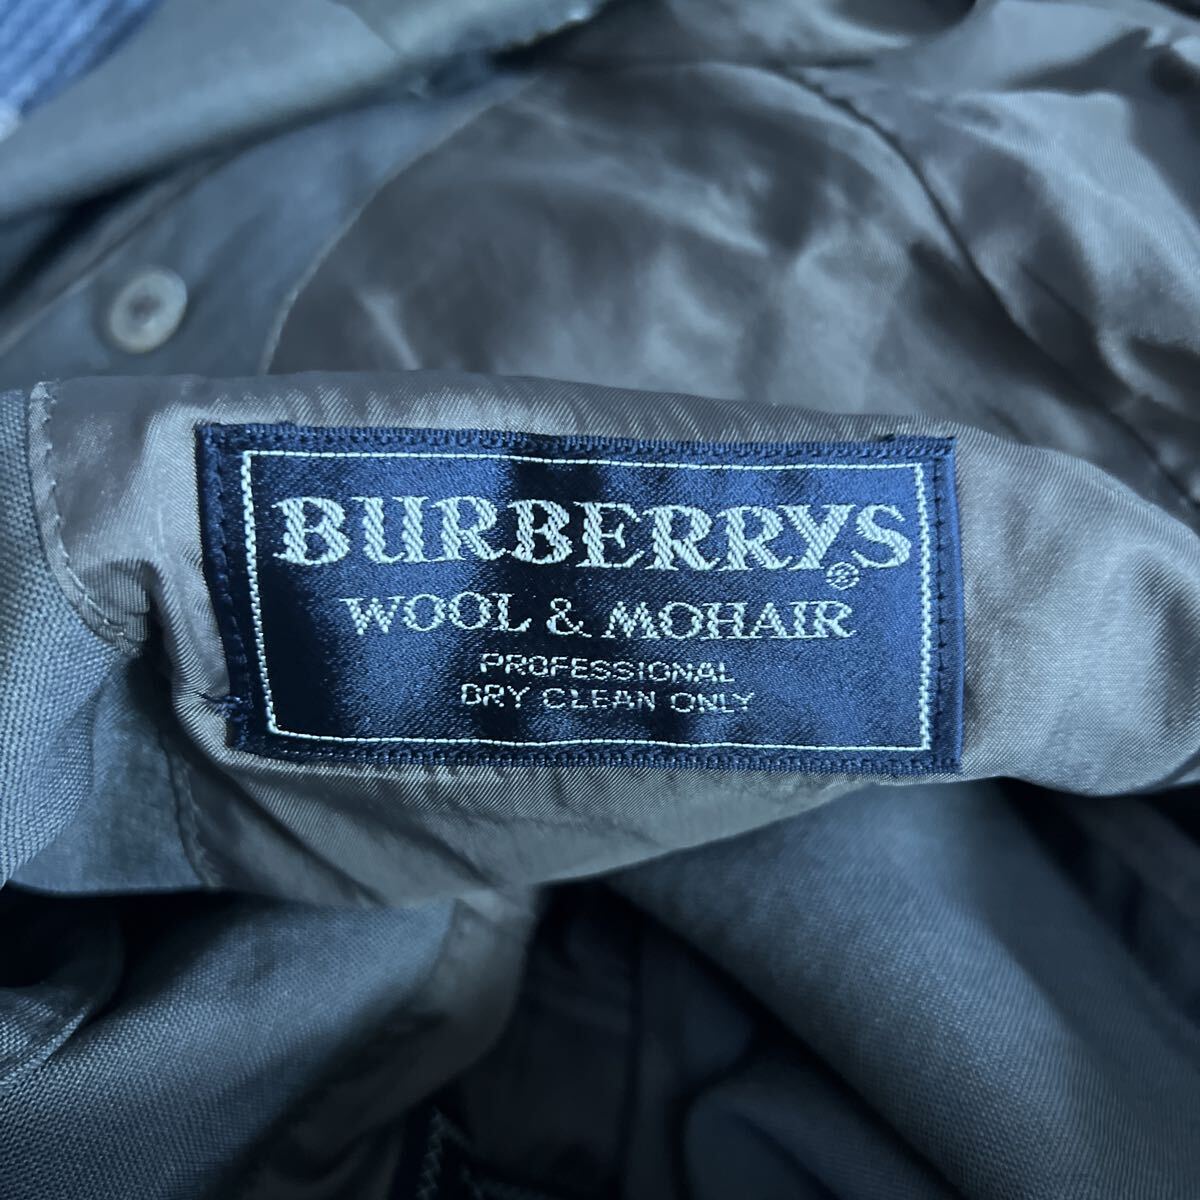 BURBERRYS®
WOOL & MOHAIR
PROFESSIONAL
DRY CLEAN ONLY